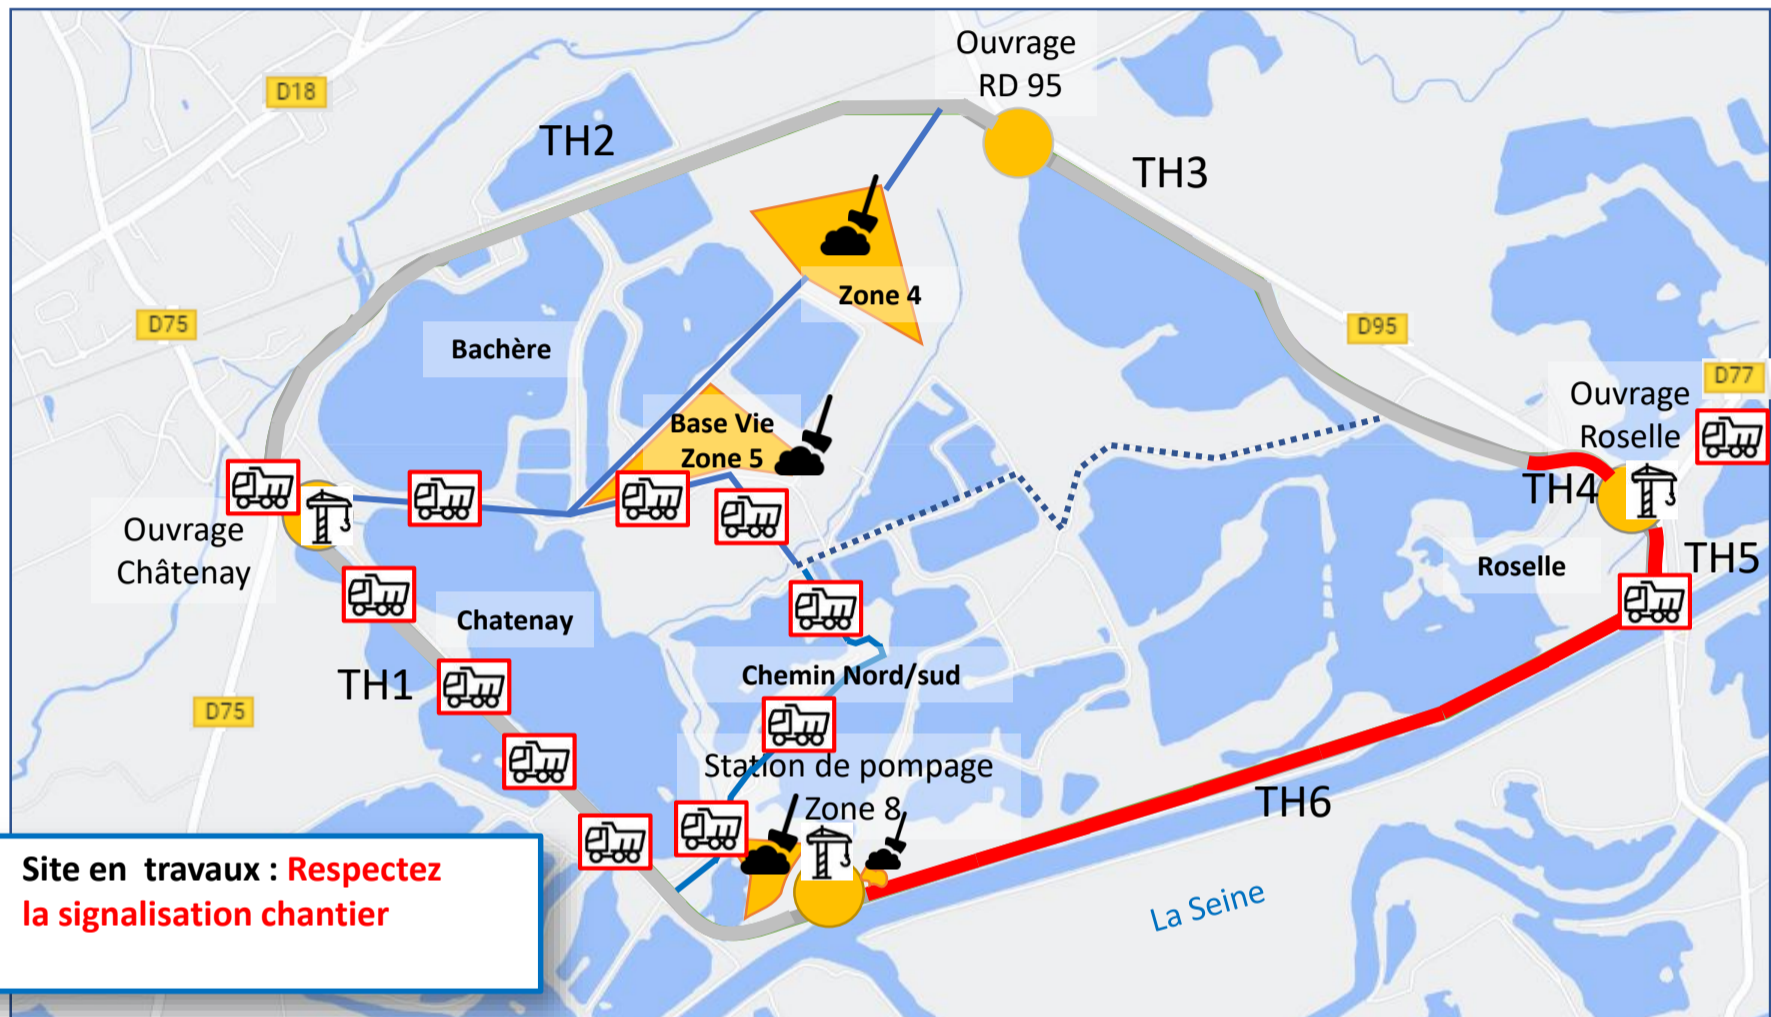 Ouvrage
RD 95
D18
TH2
TH3
Zone 4
D75
D95
Bachère
D77
Ouvrage
Roselle
Base Vie
Zone 5
TH4
Ouvrage
Châtenay
TH5
Roselle
Chatenay
Chemin Nord/sud
TH1
D75
Station de pompage
Zone 8
TH6
Site en  travaux : Respectez
la signalisation chantier
La Seine